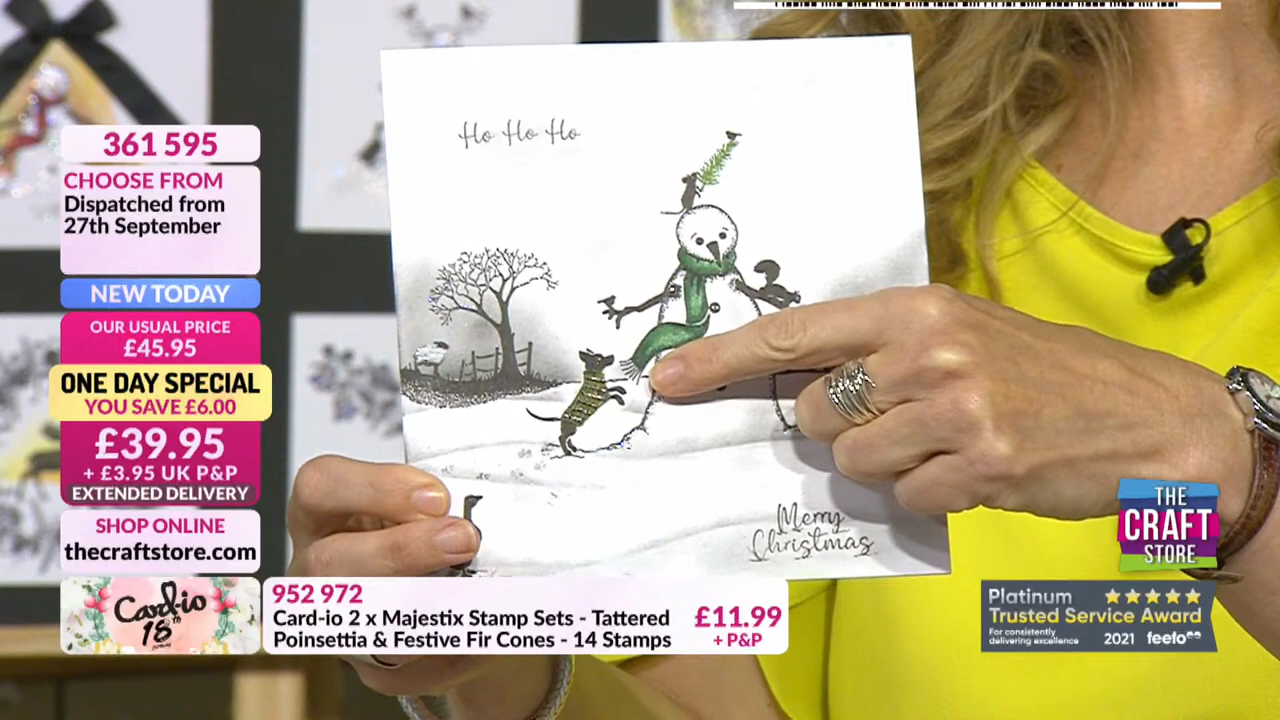 361 595
CHOOSE FROM
Dispatched from
27th September
NEW TODAY
OUR USUAL PRICE
£45.95
ONE DAY SPECIAL
YOU SAVE £6.00
£39.95
+ £3.95 UK P&P
EXTENDED DELIVERY
SHOP ONLINE
thecraftstore.com
Card-io
18th
952 972
Card-io 2 x Majestix Stamp Sets - Tattered
Poinsettia & Festive Fir Cones - 14 Stamps
£11.99
+ P&P
Ho Ho Ho
Merry
Christmas
THE
CRAFT
STORE
Platinum
Trusted Service Award
For consistently
delivering excellence
2021 feefo